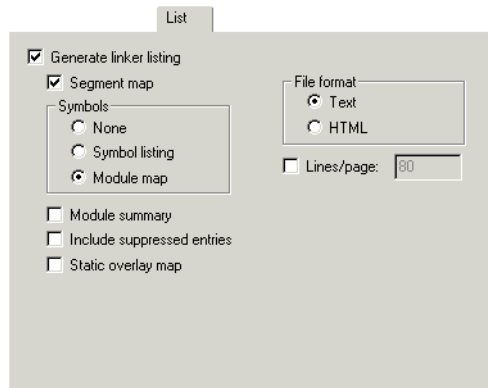 List
Generate linker listing
Segment map
Symbols
None
Symbol listing
Module map
Module summary
Include suppressed entries
Static overlay map
File format
Text
HTML
Lines/page: 80